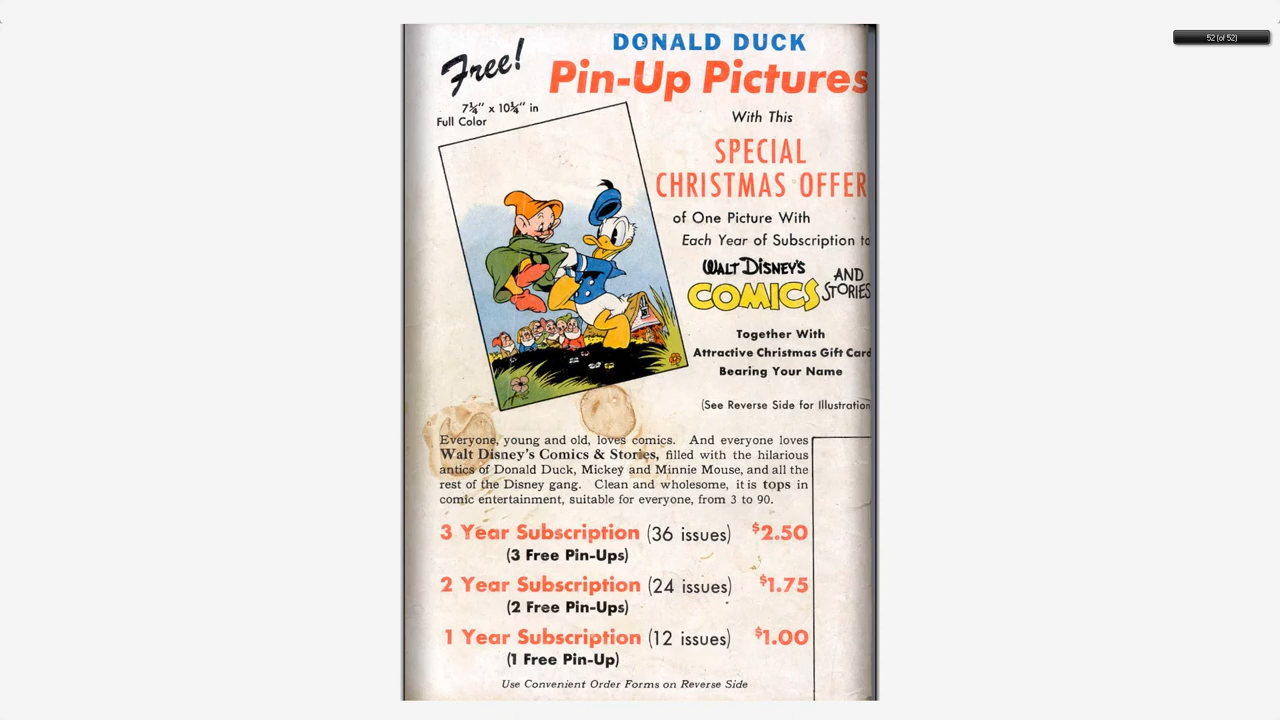 52 (of 52)
Free!
DONALD DUCK
Pin-Up Pictures
7¼" x 10¼" in
Full Color
With This
SPECIAL
CHRISTMAS OFFER
of One Picture With
Each Year of Subscription to
WALT DISNEY'S
COMICS AND STORIES
Together With
Attractive Christmas Gift Card
Bearing Your Name
(See Reverse Side for Illustration
Everyone, young and old, loves comics. And everyone loves
Walt Disney's Comics & Stories, filled with the hilarious
antics of Donald Duck, Mickey and Minnie Mouse, and all the
rest of the Disney gang. Clean and wholesome, it is tops in
comic entertainment, suitable for everyone, from 3 to 90.
3 Year Subscription (36 issues) $2.50
(3 Free Pin-Ups)
2 Year Subscription (24 issues) $1.75
(2 Free Pin-Ups)
1 Year Subscription (12 issues) $1.00
(1 Free Pin-Up)
Use Convenient Order Forms on Reverse Side